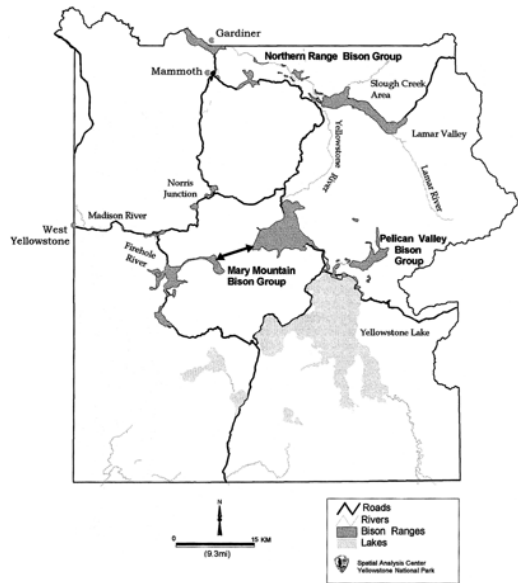 Gardiner
Northern Range Bison Group
Mammoth
Slough Creek
Area
Yellowstone
River
Lamar Valley
Lamar River
Norris
Junction
Madison River
West
Yellowstone
Firehole
River
Pelican Valley
Bison
Group
Mary Mountain
Bison Group
Yellowstone Lake
N
0 15 KM
(9.3mi)
Roads
Rivers
Bison Ranges
Lakes
Spatial Analysis Center
Yellowstone National Park